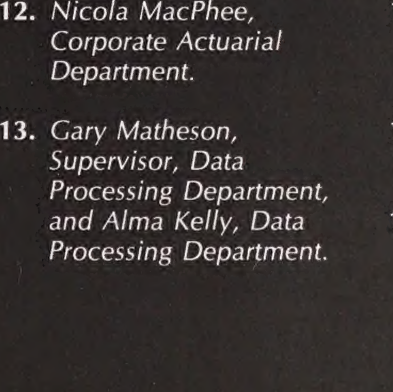 12. Nicola MacPhee,
Corporate Actuarial
Department.
13. Gary Matheson,
Supervisor, Data
Processing Department,
and Alma Kelly, Data
Processing Department.